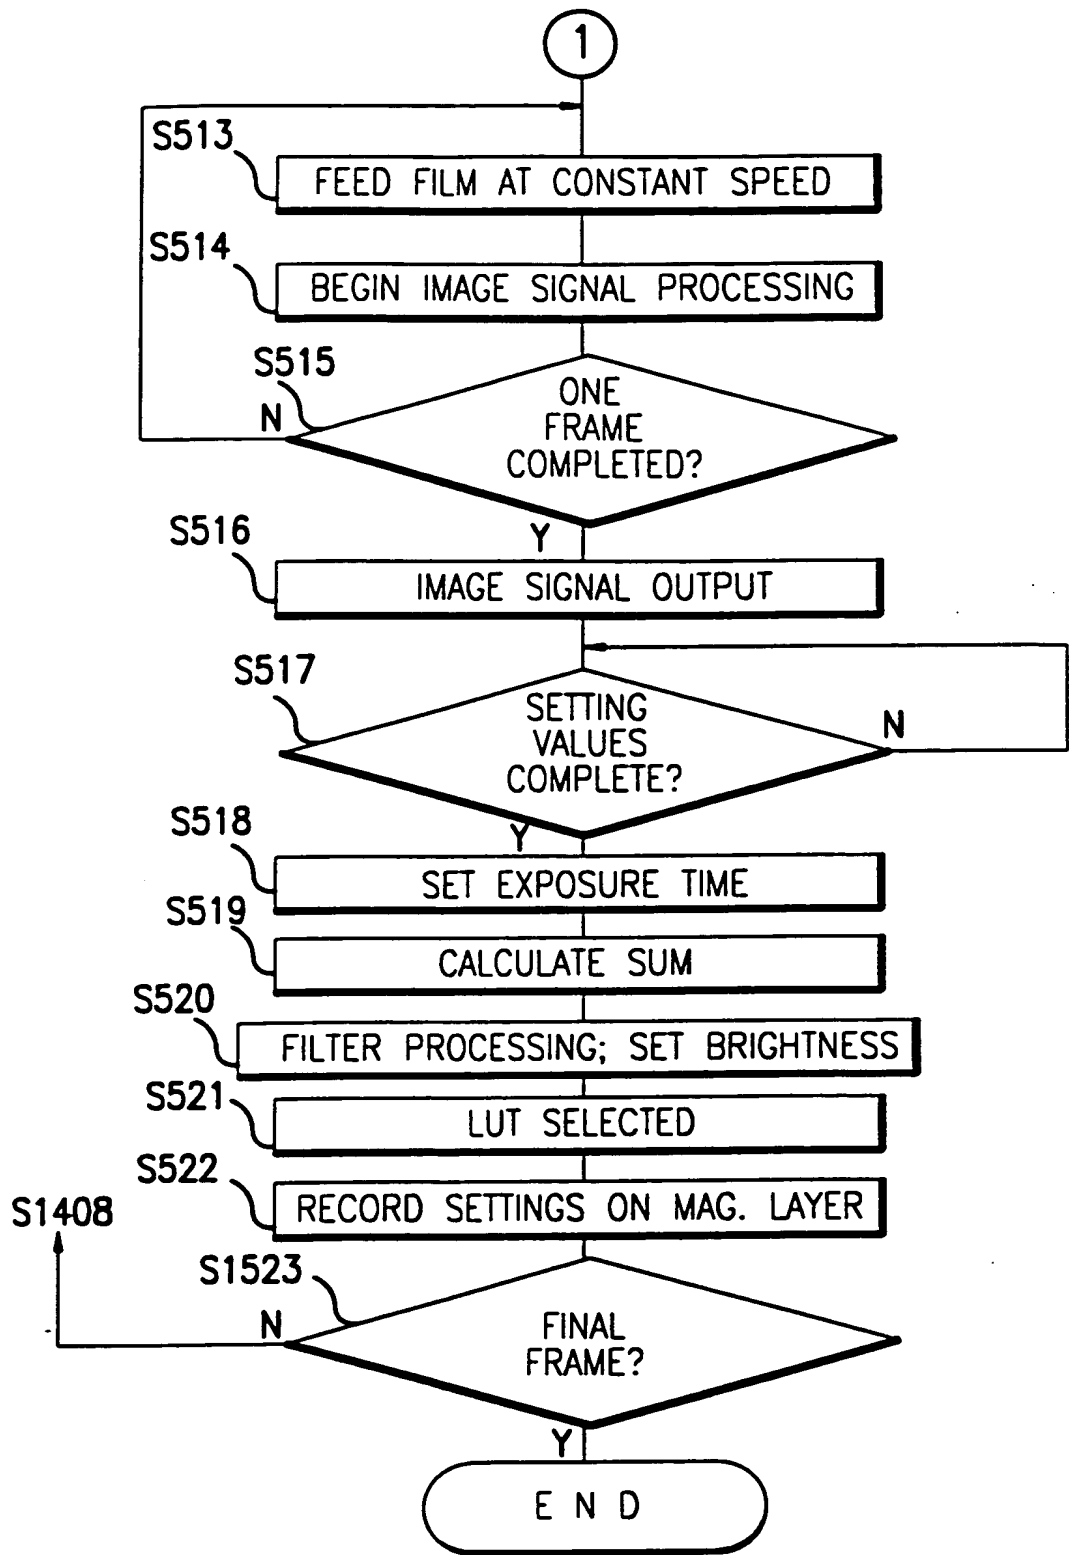 1
S513
FEED FILM AT CONSTANT SPEED
S514
BEGIN IMAGE SIGNAL PROCESSING
S515
N
ONE
FRAME
COMPLETED?
Y
S516
IMAGE SIGNAL OUTPUT
S517
SETTING
VALUES
COMPLETE?
N
Y
S518
SET EXPOSURE TIME
S519
CALCULATE SUM
S520
FILTER PROCESSING; SET BRIGHTNESS
S521
LUT SELECTED
S522
RECORD SETTINGS ON MAG. LAYER
S1408
S1523
N
FINAL
FRAME?
Y
END